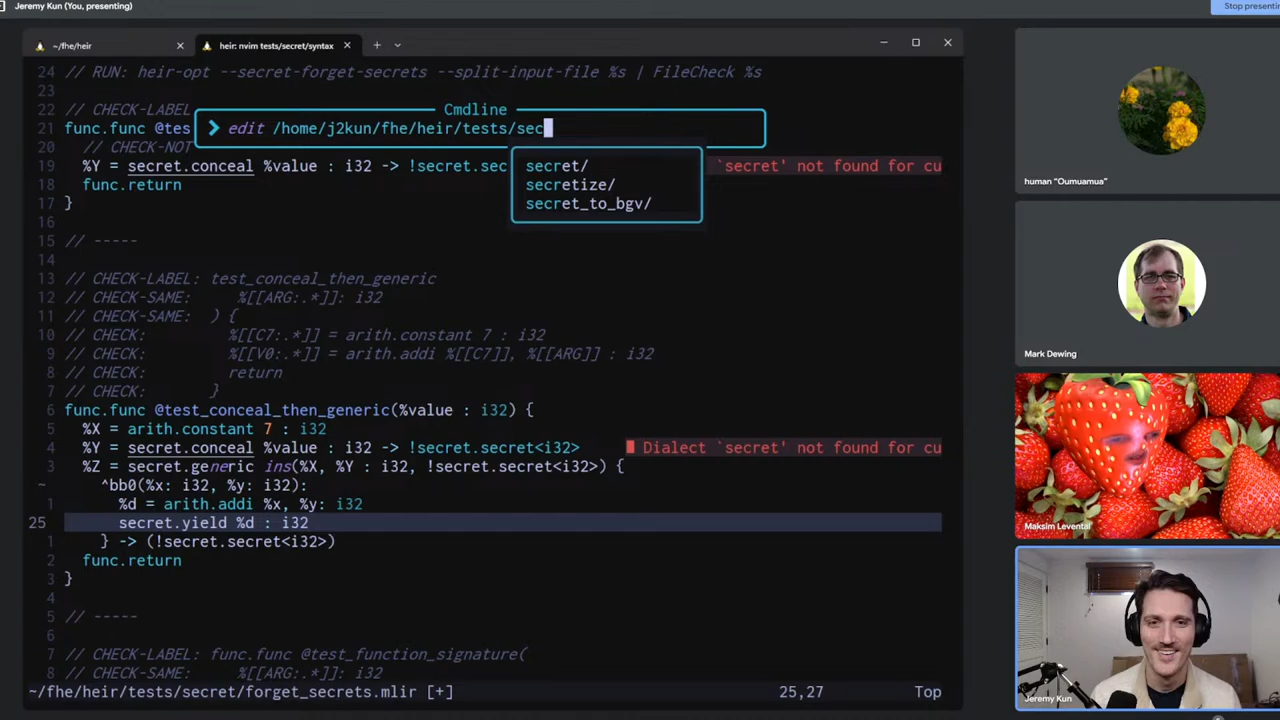 Jeremy Kun (You, presenting)
Stop presenting
~/fhe/heir
heir: nvim tests/secret/syntax
24 // RUN: heir-opt --secret-forget-secrets --split-input-file %s | FileCheck %s
23
22 // CHECK-LABEL
Cmdline
21 func.func @tes
❯ edit /home/j2kun/fhe/heir/tests/sec
20 // CHECK-NOT
19 %Y = secret.conceal %value : i32 -> !secret.sec
secret/
`secret' not found for cu
18 func.return
secretize/
17 }
secret_to_bgv/
16
15 // -----
14
13 // CHECK-LABEL: test_conceal_then_generic
12 // CHECK-SAME: %[[ARG:.*]]: i32
11 // CHECK-SAME: ) {
10 // CHECK: %[[C7:.*]] = arith.constant 7 : i32
9 // CHECK: %[[V0:.*]] = arith.addi %[[C7]], %[[ARG]] : i32
8 // CHECK: return
7 // CHECK: }
6 func.func @test_conceal_then_generic(%value : i32) {
5 %X = arith.constant 7 : i32
4 %Y = secret.conceal %value : i32 -> !secret.secret<i32> ■ Dialect `secret' not found for cu
3 %Z = secret.generic ins(%X, %Y : i32, !secret.secret<i32>) {
~ ^bb0(%x: i32, %y: i32):
1 %d = arith.addi %x, %y: i32
25 secret.yield %d : i32
1 } -> (!secret.secret<i32>)
2 func.return
3 }
4
5 // -----
6
7 // CHECK-LABEL: func.func @test_function_signature(
8 // CHECK-SAME: %[[ARG:.*]]: i32
~/fhe/heir/tests/secret/forget_secrets.mlir [+] 25,27 Top
human “Oumuamua”
Mark Dewing
Maksim Levental
Jeremy Kun